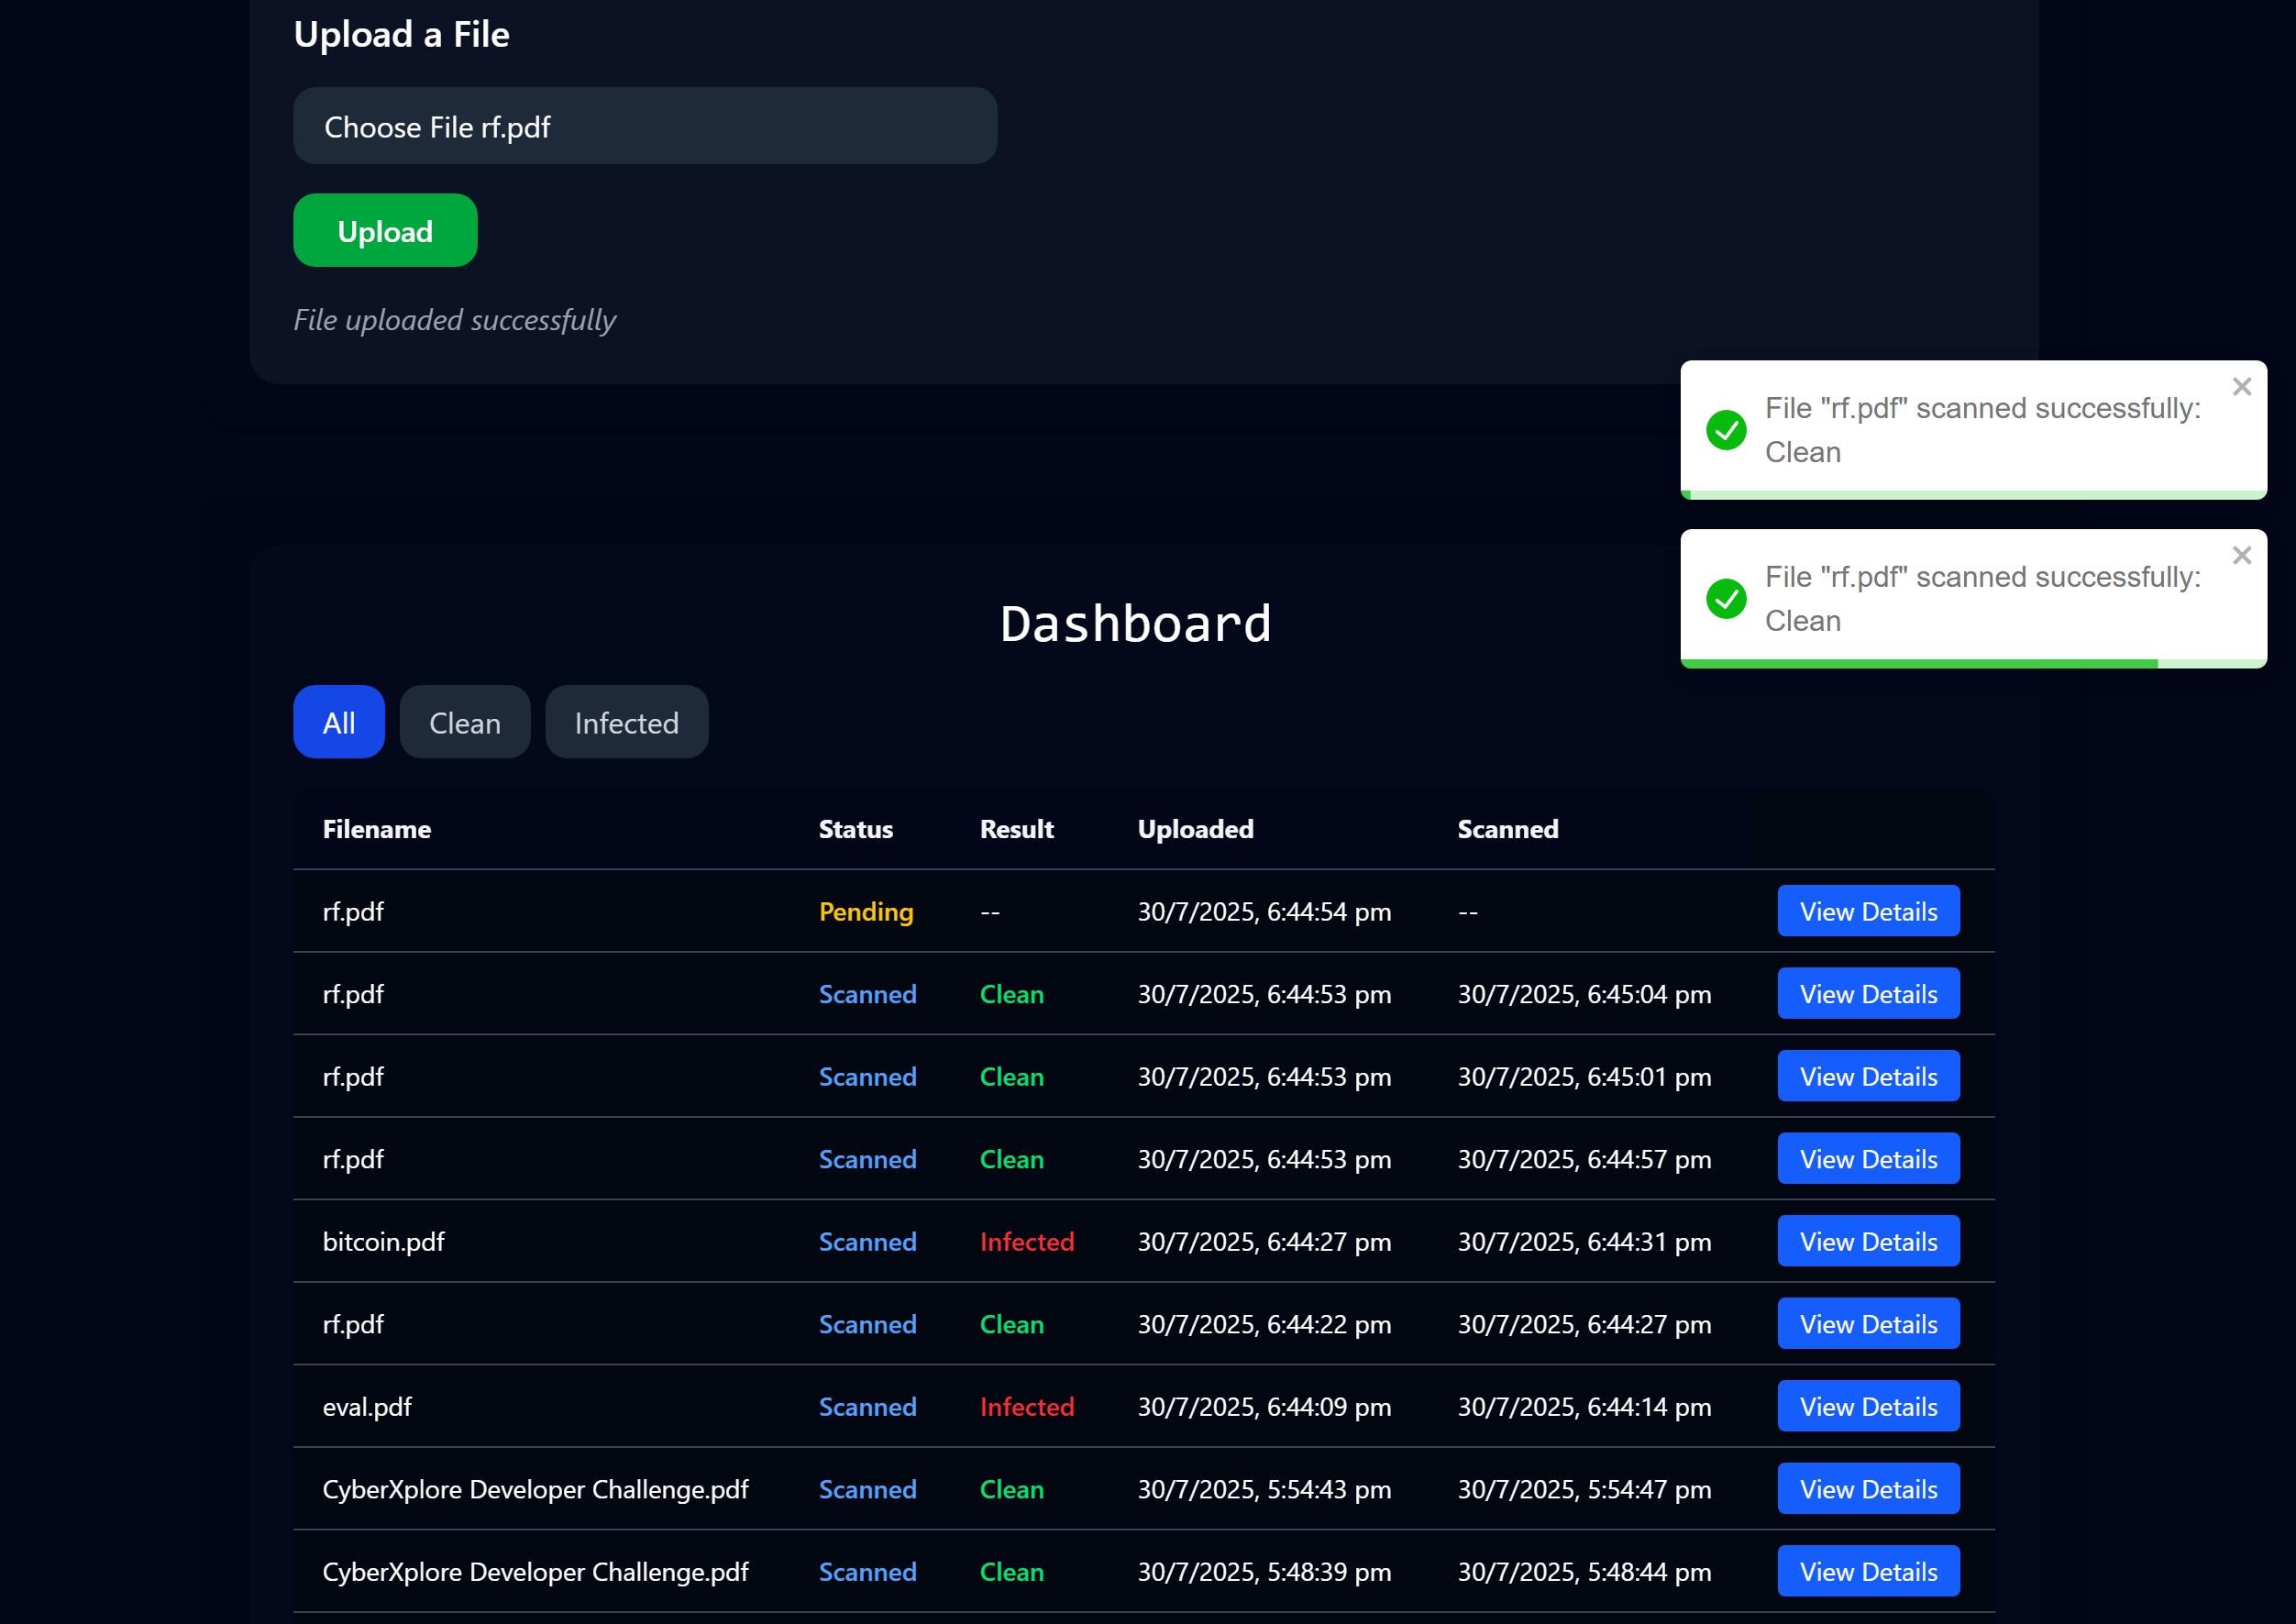 Upload a File
Choose File rf.pdf
Upload
File uploaded successfully
File "rf.pdf" scanned successfully:
Clean
File "rf.pdf" scanned successfully:
Clean
Dashboard
All Clean Infected
Filename Status Result Uploaded Scanned
rf.pdf Pending -- 30/7/2025, 6:44:54 pm -- View Details
rf.pdf Scanned Clean 30/7/2025, 6:44:53 pm 30/7/2025, 6:45:04 pm View Details
rf.pdf Scanned Clean 30/7/2025, 6:44:53 pm 30/7/2025, 6:45:01 pm View Details
rf.pdf Scanned Clean 30/7/2025, 6:44:53 pm 30/7/2025, 6:44:57 pm View Details
bitcoin.pdf Scanned Infected 30/7/2025, 6:44:27 pm 30/7/2025, 6:44:31 pm View Details
rf.pdf Scanned Clean 30/7/2025, 6:44:22 pm 30/7/2025, 6:44:27 pm View Details
eval.pdf Scanned Infected 30/7/2025, 6:44:09 pm 30/7/2025, 6:44:14 pm View Details
CyberXplore Developer Challenge.pdf Scanned Clean 30/7/2025, 5:54:43 pm 30/7/2025, 5:54:47 pm View Details
CyberXplore Developer Challenge.pdf Scanned Clean 30/7/2025, 5:48:39 pm 30/7/2025, 5:48:44 pm View Details